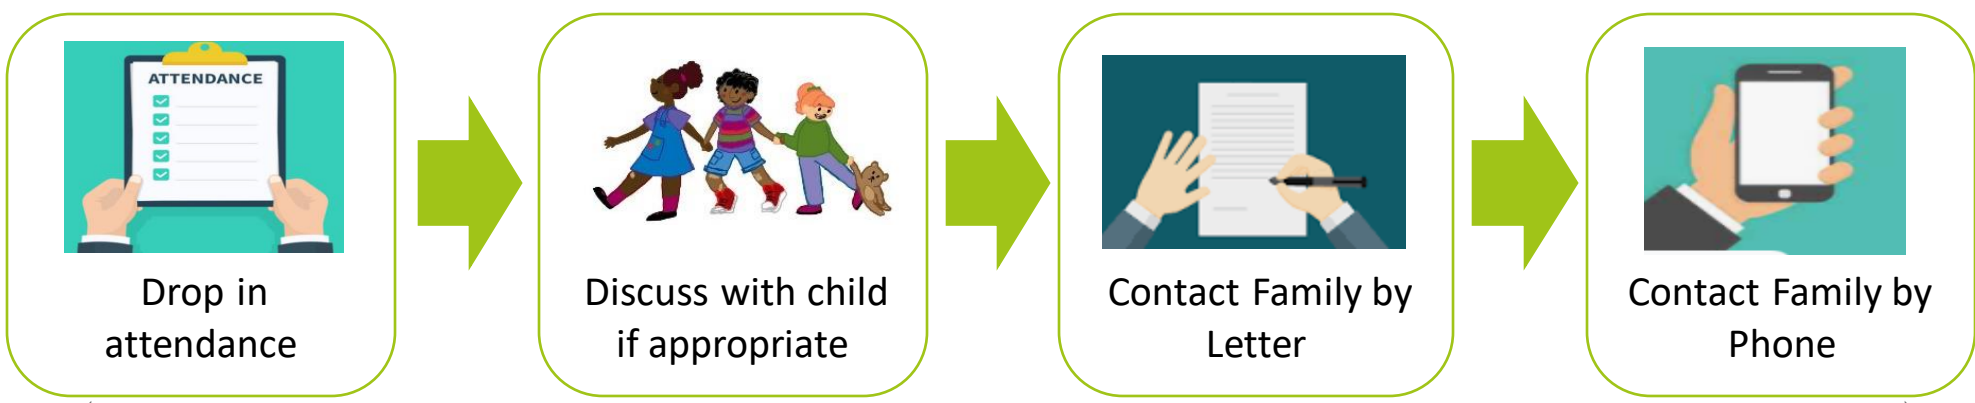 ATTENDANCE
Drop in
attendance
Discuss with child
if appropriate
Contact Family by
Letter
Contact Family by
Phone